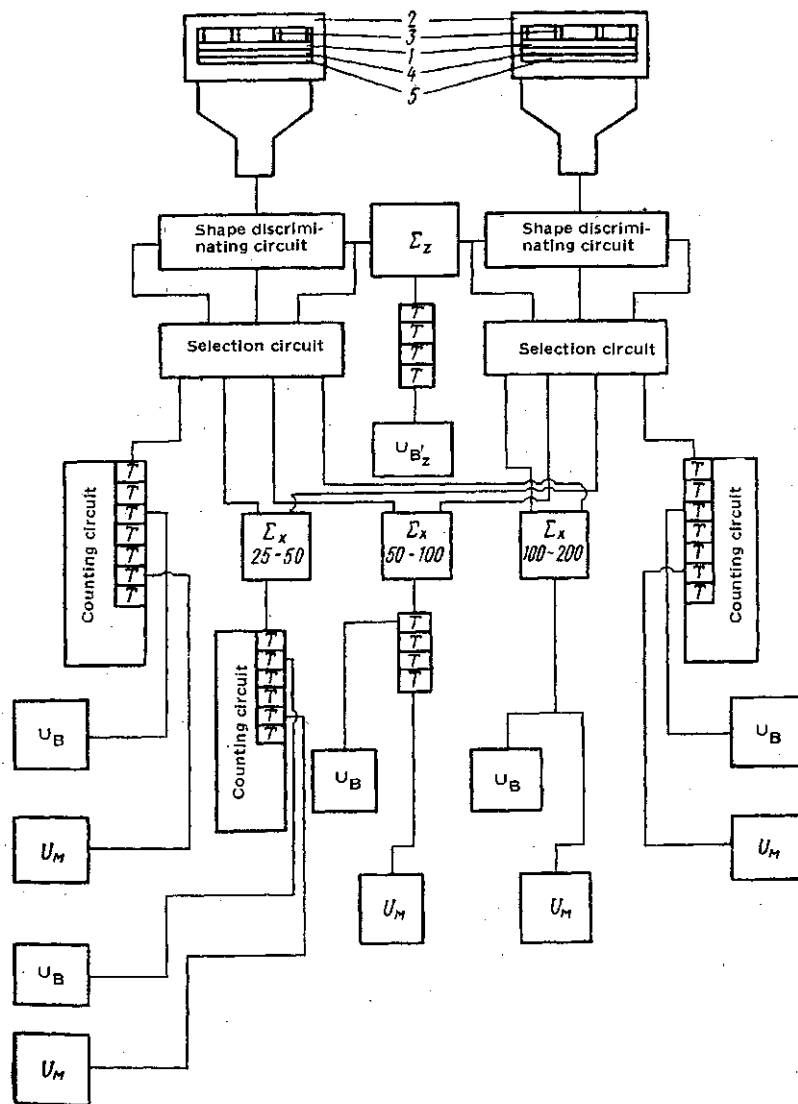 2
3
1
4
5
Shape discrimi-
nating circuit
Σz
Shape discrimi-
nating circuit
T
T
T
T
Selection circuit
Selection circuit
UB'z
Counting circuit
T
T
T
T
T
T
T
Counting circuit
T
T
T
T
T
T
T
Σx
25-50
Σx
50-100
Σx
100-200
Counting circuit
T
T
T
T
T
T
T
T
T
T
UB
UB
UB
UB
UM
UM
UM
UM
UB
UM